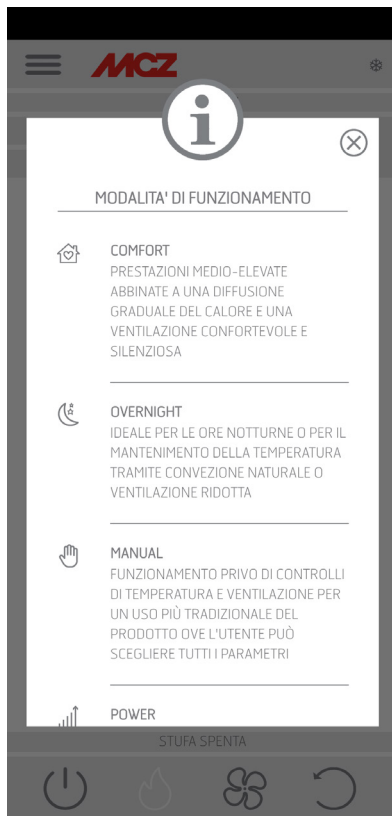 MCZ
i
MODALITA' DI FUNZIONAMENTO
COMFORT
PRESTAZIONI MEDIO-ELEVATE
ABBINATE A UNA DIFFUSIONE
GRADUALE DEL CALORE E UNA
VENTILAZIONE CONFORTEVOLE E
SILENZIOSA
OVERNIGHT
IDEALE PER LE ORE NOTTURNE O PER IL
MANTENIMENTO DELLA TEMPERATURA
TRAMITE CONVEZIONE NATURALE O
VENTILAZIONE RIDOTTA
MANUAL
FUNZIONAMENTO PRIVO DI CONTROLLI
DI TEMPERATURA E VENTILAZIONE PER
UN USO PIÙ TRADIZIONALE DEL
PRODOTTO OVE L'UTENTE PUÒ
SCEGLIERE TUTTI I PARAMETRI
POWER
STUFA SPENTA